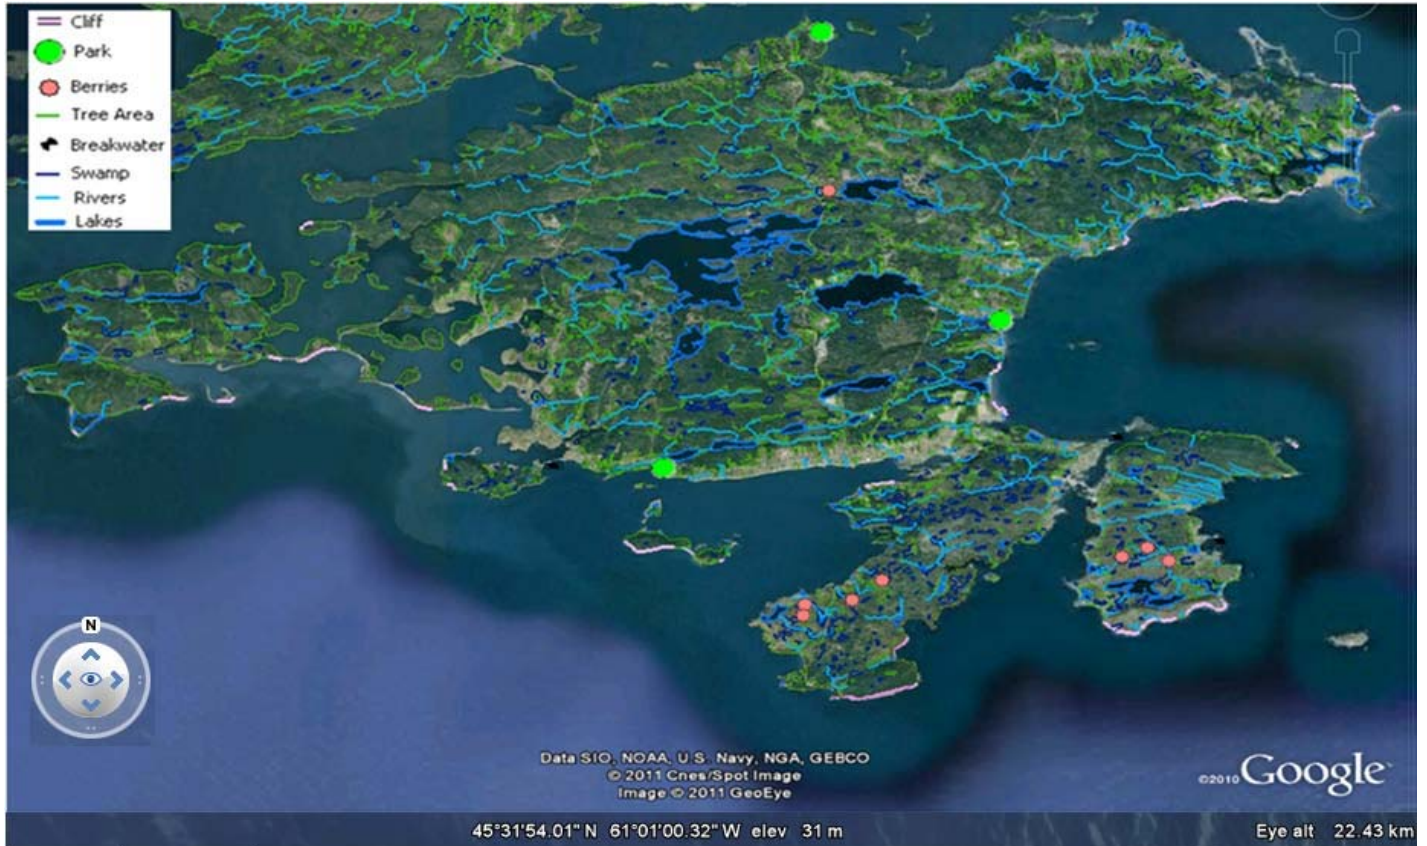 Cliff
Park
Berries
Tree Area
Breakwater
Swamp
Rivers
Lakes
N
Data SIO, NOAA, U.S. Navy, NGA, GEBCO
© 2011 Cnes/Spot Image
Image © 2011 GeoEye
©2010 Google
45°31'54.01" N 61°01'00.32" W elev 31 m
Eye alt 22.43 km